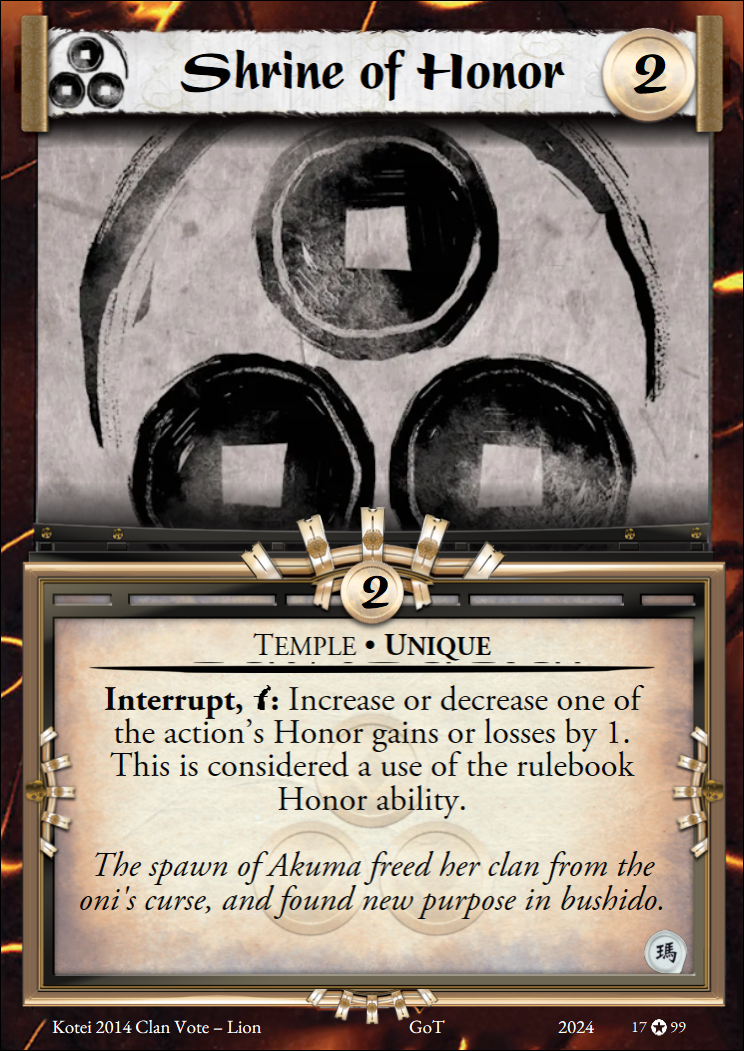 Shrine of Honor
2
2
Temple • Unique
Interrupt, : Increase or decrease one of
the action's Honor gains or losses by 1.
This is considered a use of the rulebook
Honor ability.
The spawn of Akuma freed her clan from the
oni's curse, and found new purpose in bushido.
瑪
Kotei 2014 Clan Vote – Lion GoT 2024 17 ✪ 99